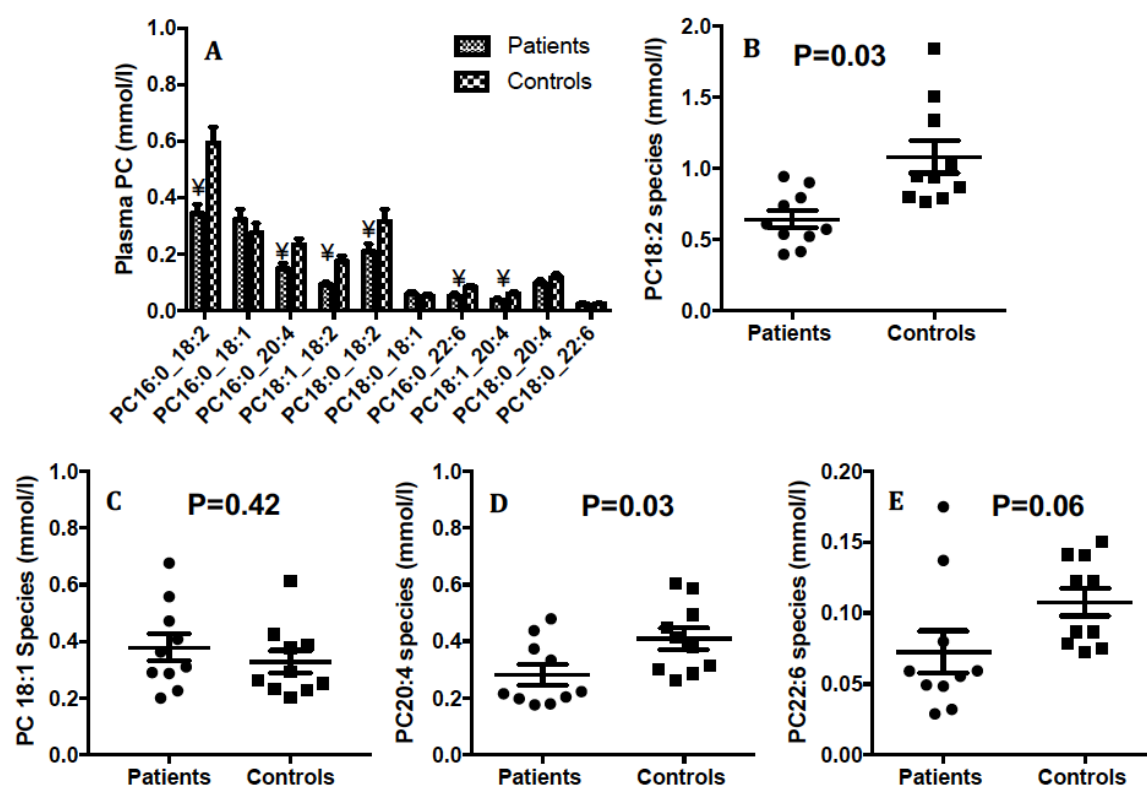 A
Patients
Controls
Plasma PC (mmol/l)
1.0
0.8
0.6
0.4
0.2
0.0
¥
¥
¥
¥
¥
¥
PC16:0_18:2
PC16:0_18:1
PC16:0_20:4
PC18:1_18:2
PC18:0_18:2
PC18:0_18:1
PC16:0_22:6
PC18:1_20:4
PC18:0_20:4
PC18:0_22:6
B
P=0.03
PC18:2 species (mmol/l)
2.0
1.5
1.0
0.5
0.0
Patients
Controls
C
P=0.42
PC 18:1 Species (mmol/l)
1.0
0.8
0.6
0.4
0.2
0.0
Patients
Controls
D
P=0.03
PC20:4 species (mmol/l)
1.0
0.8
0.6
0.4
0.2
0.0
Patients
Controls
E
P=0.06
PC22:6 species (mmol/l)
0.20
0.15
0.10
0.05
0.00
Patients
Controls